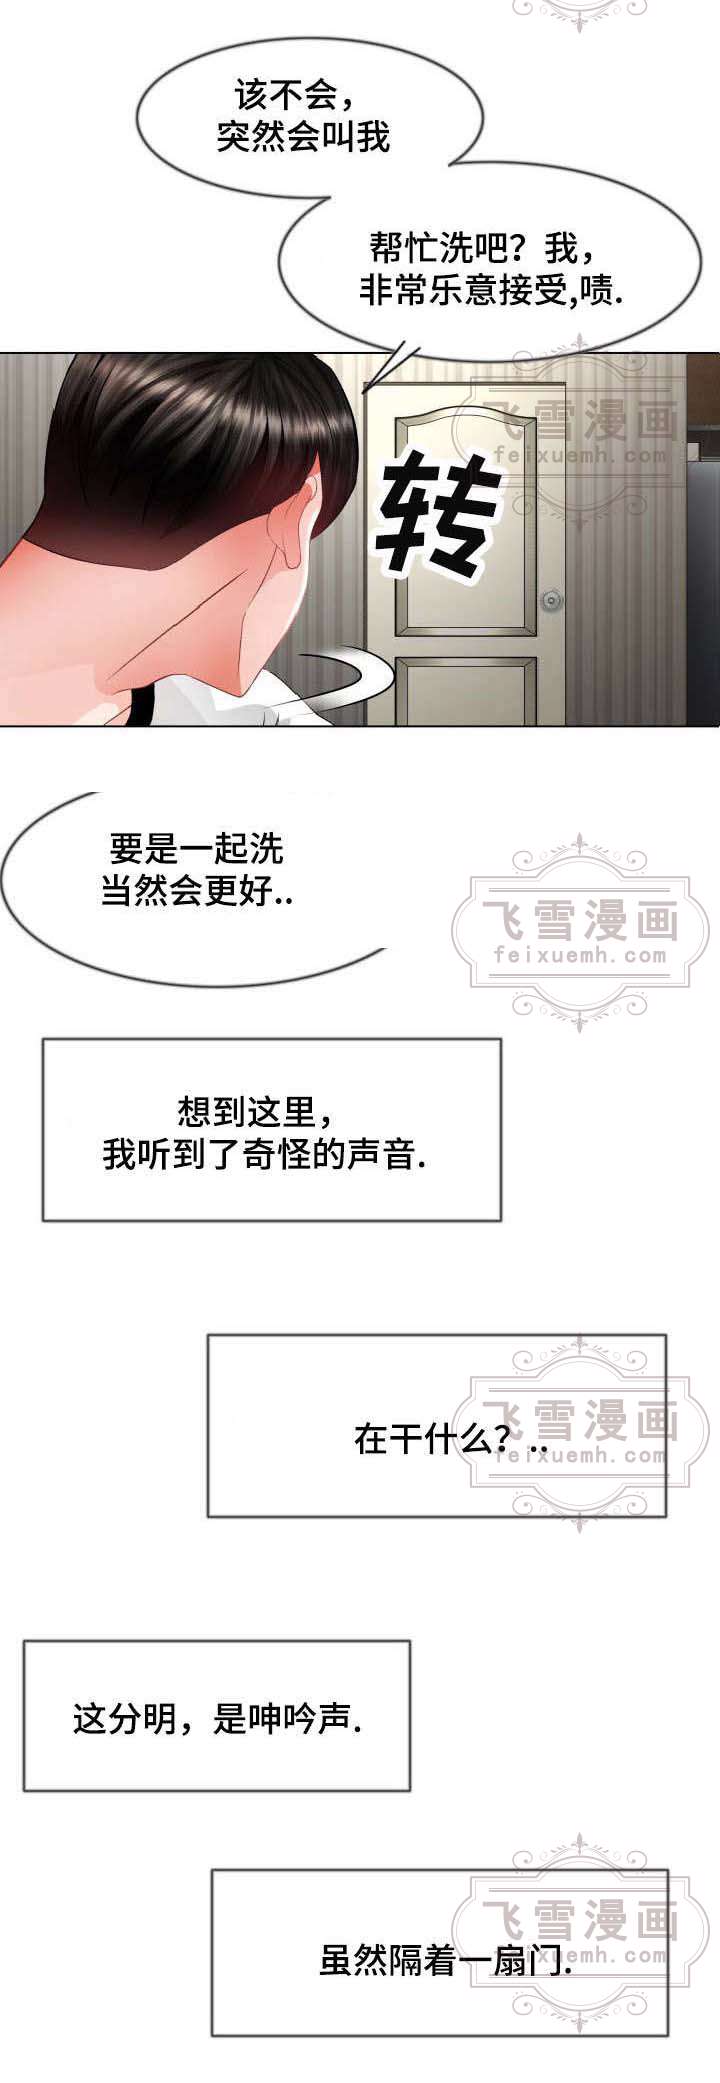 该不会，
突然会叫我
帮忙洗吧？我，
非常乐意接受,啧.
飞雪漫画
feixuemh.com
转
要是一起洗
当然会更好..
飞雪漫画
feixuemh.com
想到这里，
我听到了奇怪的声音.
飞雪漫画
feixuemh.com
在干什么？..
这分明，是呻吟声.
飞雪漫画
feixuemh.com
虽然隔着一扇门.